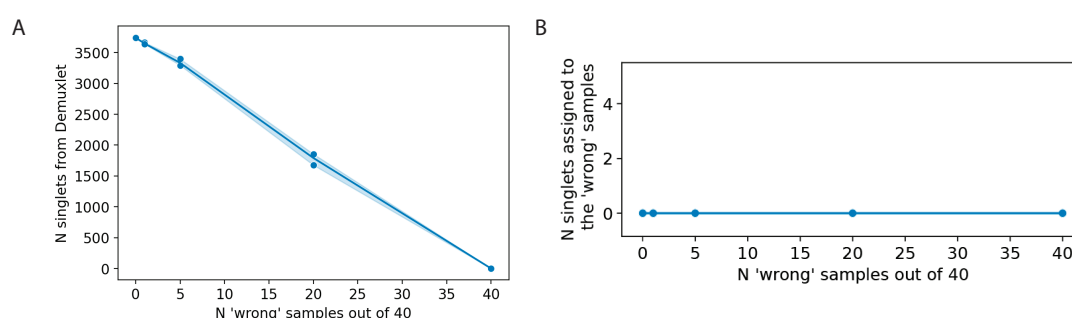 A
N singlets from Demuxlet
3500
3000
2500
2000
1500
1000
500
0
0 5 10 15 20 25 30 35 40
N 'wrong' samples out of 40
B
N singlets assigned to
the 'wrong' samples
4
2
0
0 5 10 15 20 25 30 35 40
N 'wrong' samples out of 40